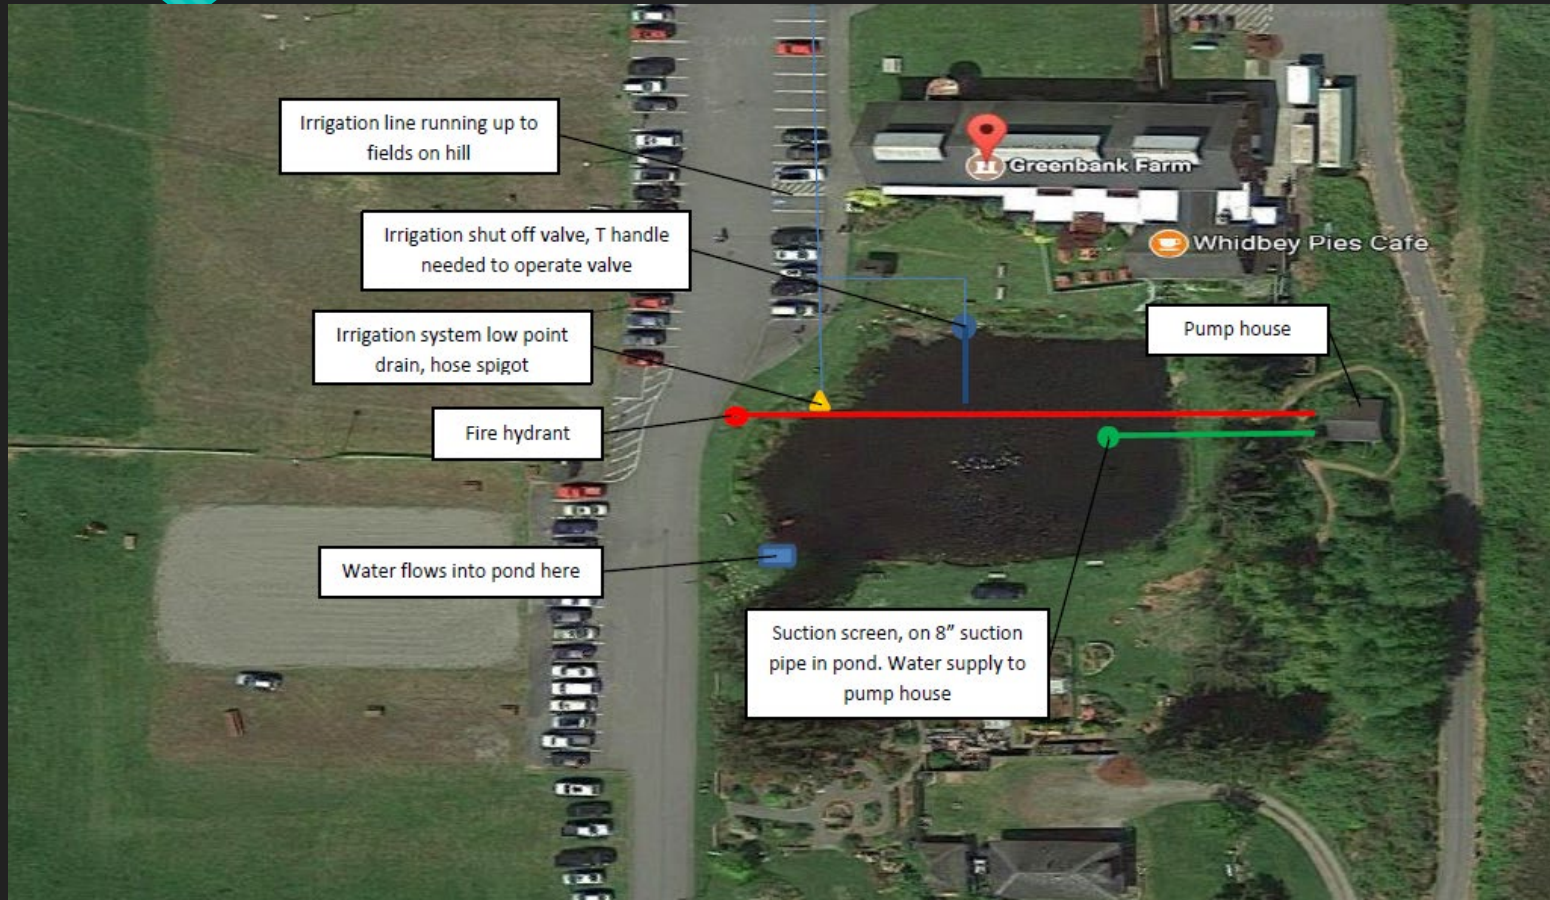 Irrigation line running up to
fields on hill
Greenbank Farm
Irrigation shut off valve, T handle
needed to operate valve
Whidbey Pies Cafe
Irrigation system low point
drain, hose spigot
Pump house
Fire hydrant
Water flows into pond here
Suction screen, on 8” suction
pipe in pond. Water supply to
pump house